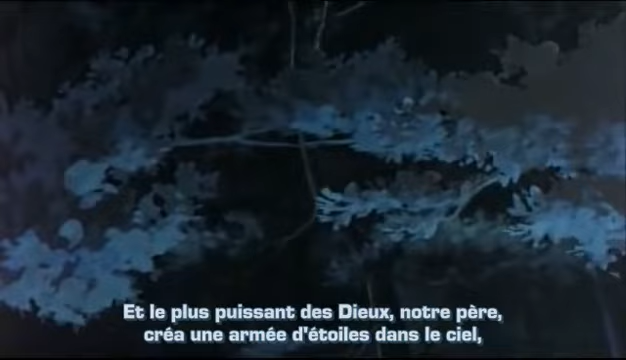 Et le plus puissant des Dieux, notre père,
créa une armée d'étoiles dans le ciel,